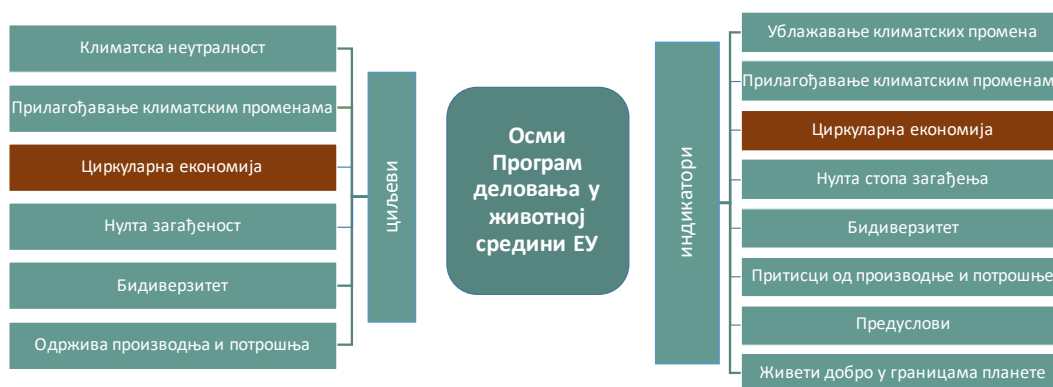 Климатска неутралност
Прилагођавање климатским променама
Циркуларна економија
Нулта загађеност
Бидиверзитет
Одржива производња и потрошња
циљеви
Осми
Програм
деловања у
животној
средини ЕУ
индикатори
Ублажавање климатских промена
Прилагођавање климатским променам
Циркуларна економија
Нулта стопа загађења
Бидиверзитет
Притисци од производње и потрошње
Предуслови
Живети добро у границама планете